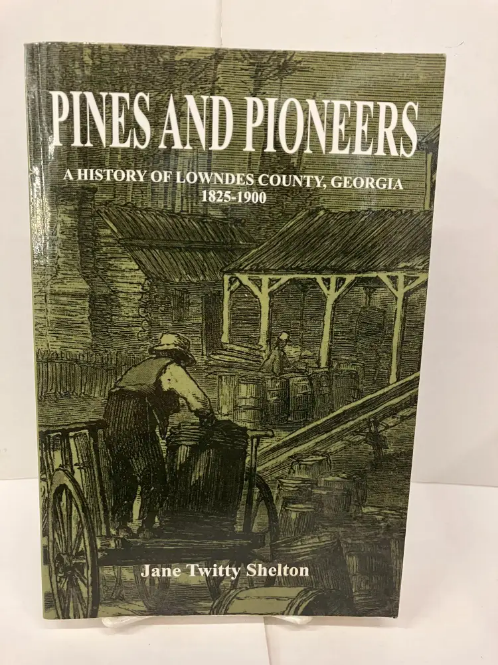 PINES AND PIONEERS
A HISTORY OF LOWNDES COUNTY, GEORGIA
1825-1900
Jane Twitty Shelton